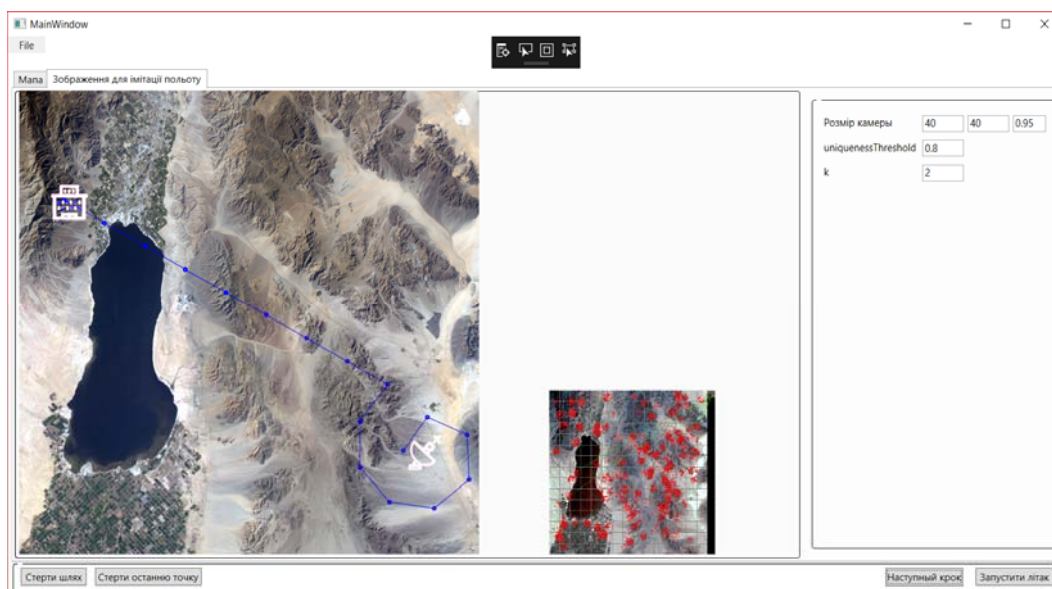 MainWindow
File
Мапа Зображення для імітації польоту
Розмір камеры 40 40 0.95
uniquenessThreshold 0.8
k 2
Стерти шлях Стерти останню точку Наступный крок Запустити літак